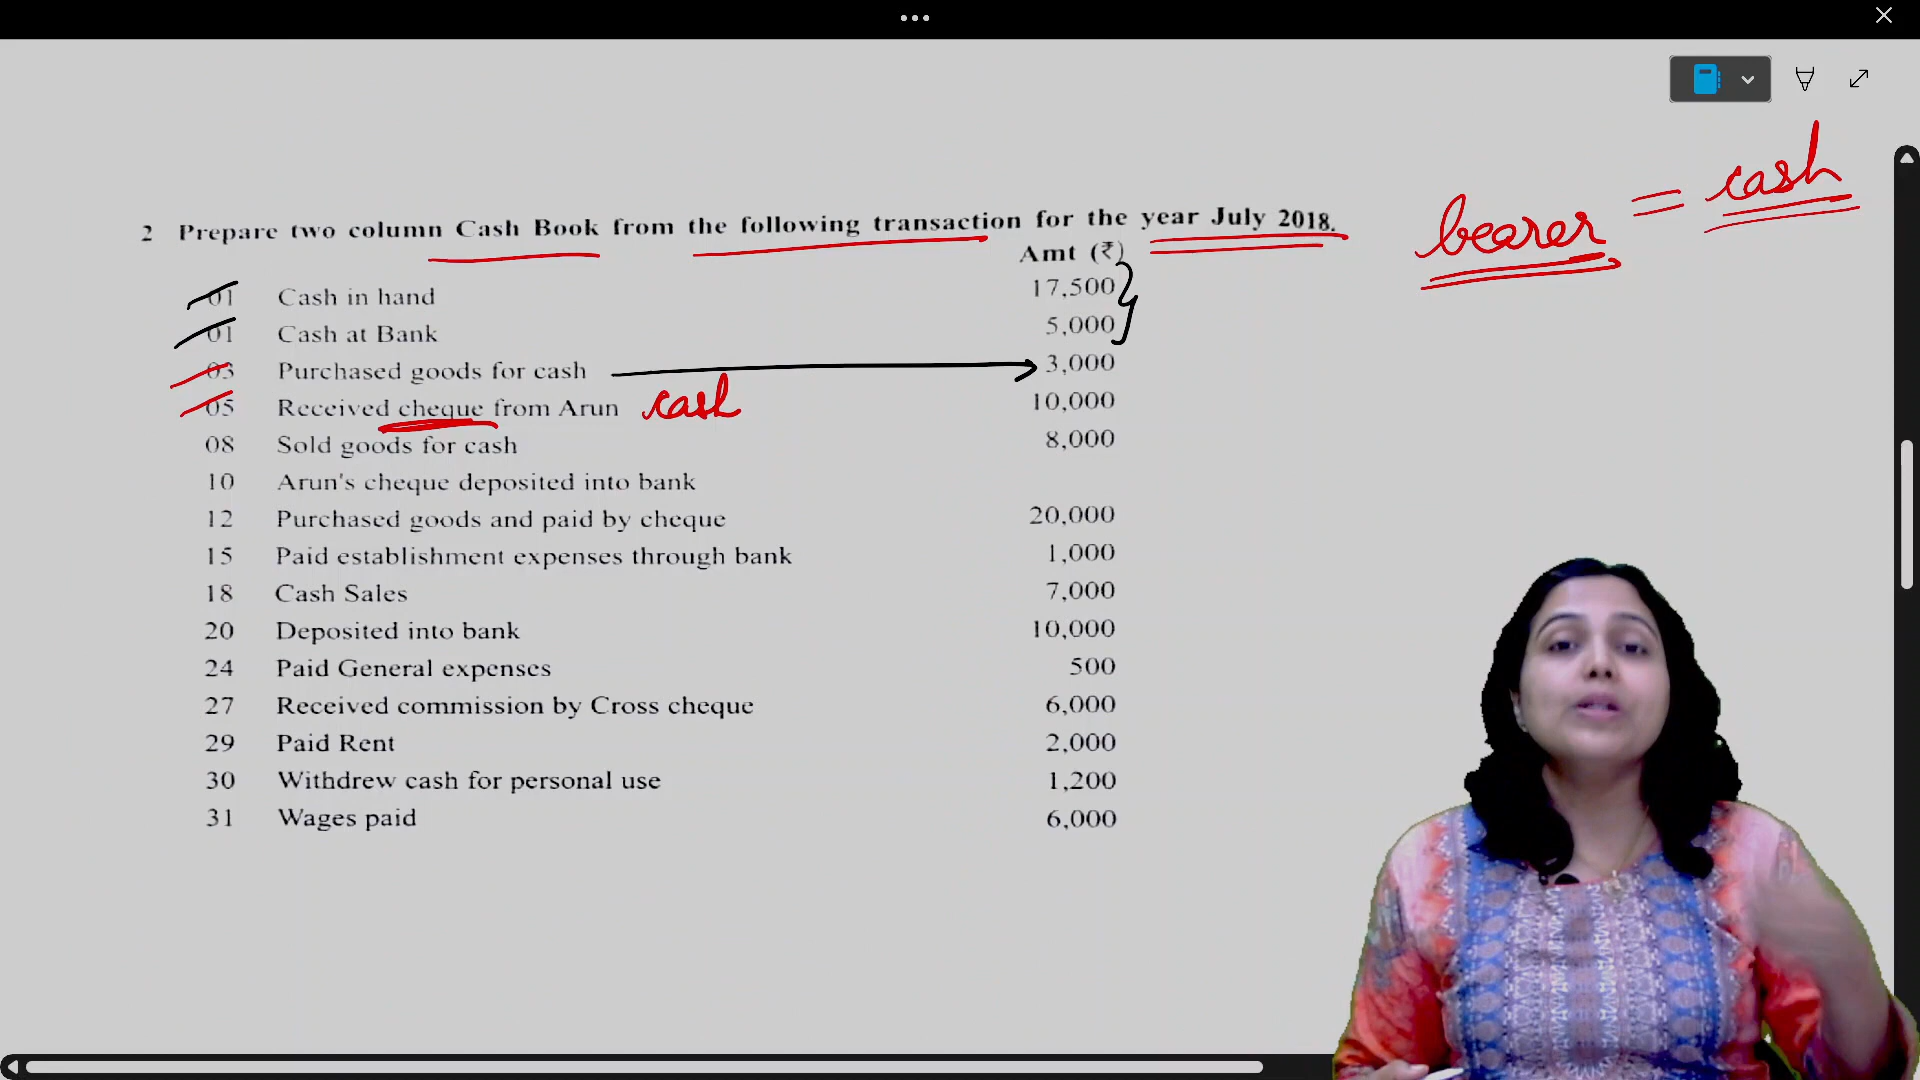 bearer = cash
2 Prepare two column Cash Book from the following transaction for the year July 2018.
Amt (₹)
01 Cash in hand 17,500
01 Cash at Bank 5,000
03 Purchased goods for cash 3,000
05 Received cheque from Arun cash 10,000
08 Sold goods for cash 8,000
10 Arun's cheque deposited into bank
12 Purchased goods and paid by cheque 20,000
15 Paid establishment expenses through bank 1,000
18 Cash Sales 7,000
20 Deposited into bank 10,000
24 Paid General expenses 500
27 Received commission by Cross cheque 6,000
29 Paid Rent 2,000
30 Withdrew cash for personal use 1,200
31 Wages paid 6,000